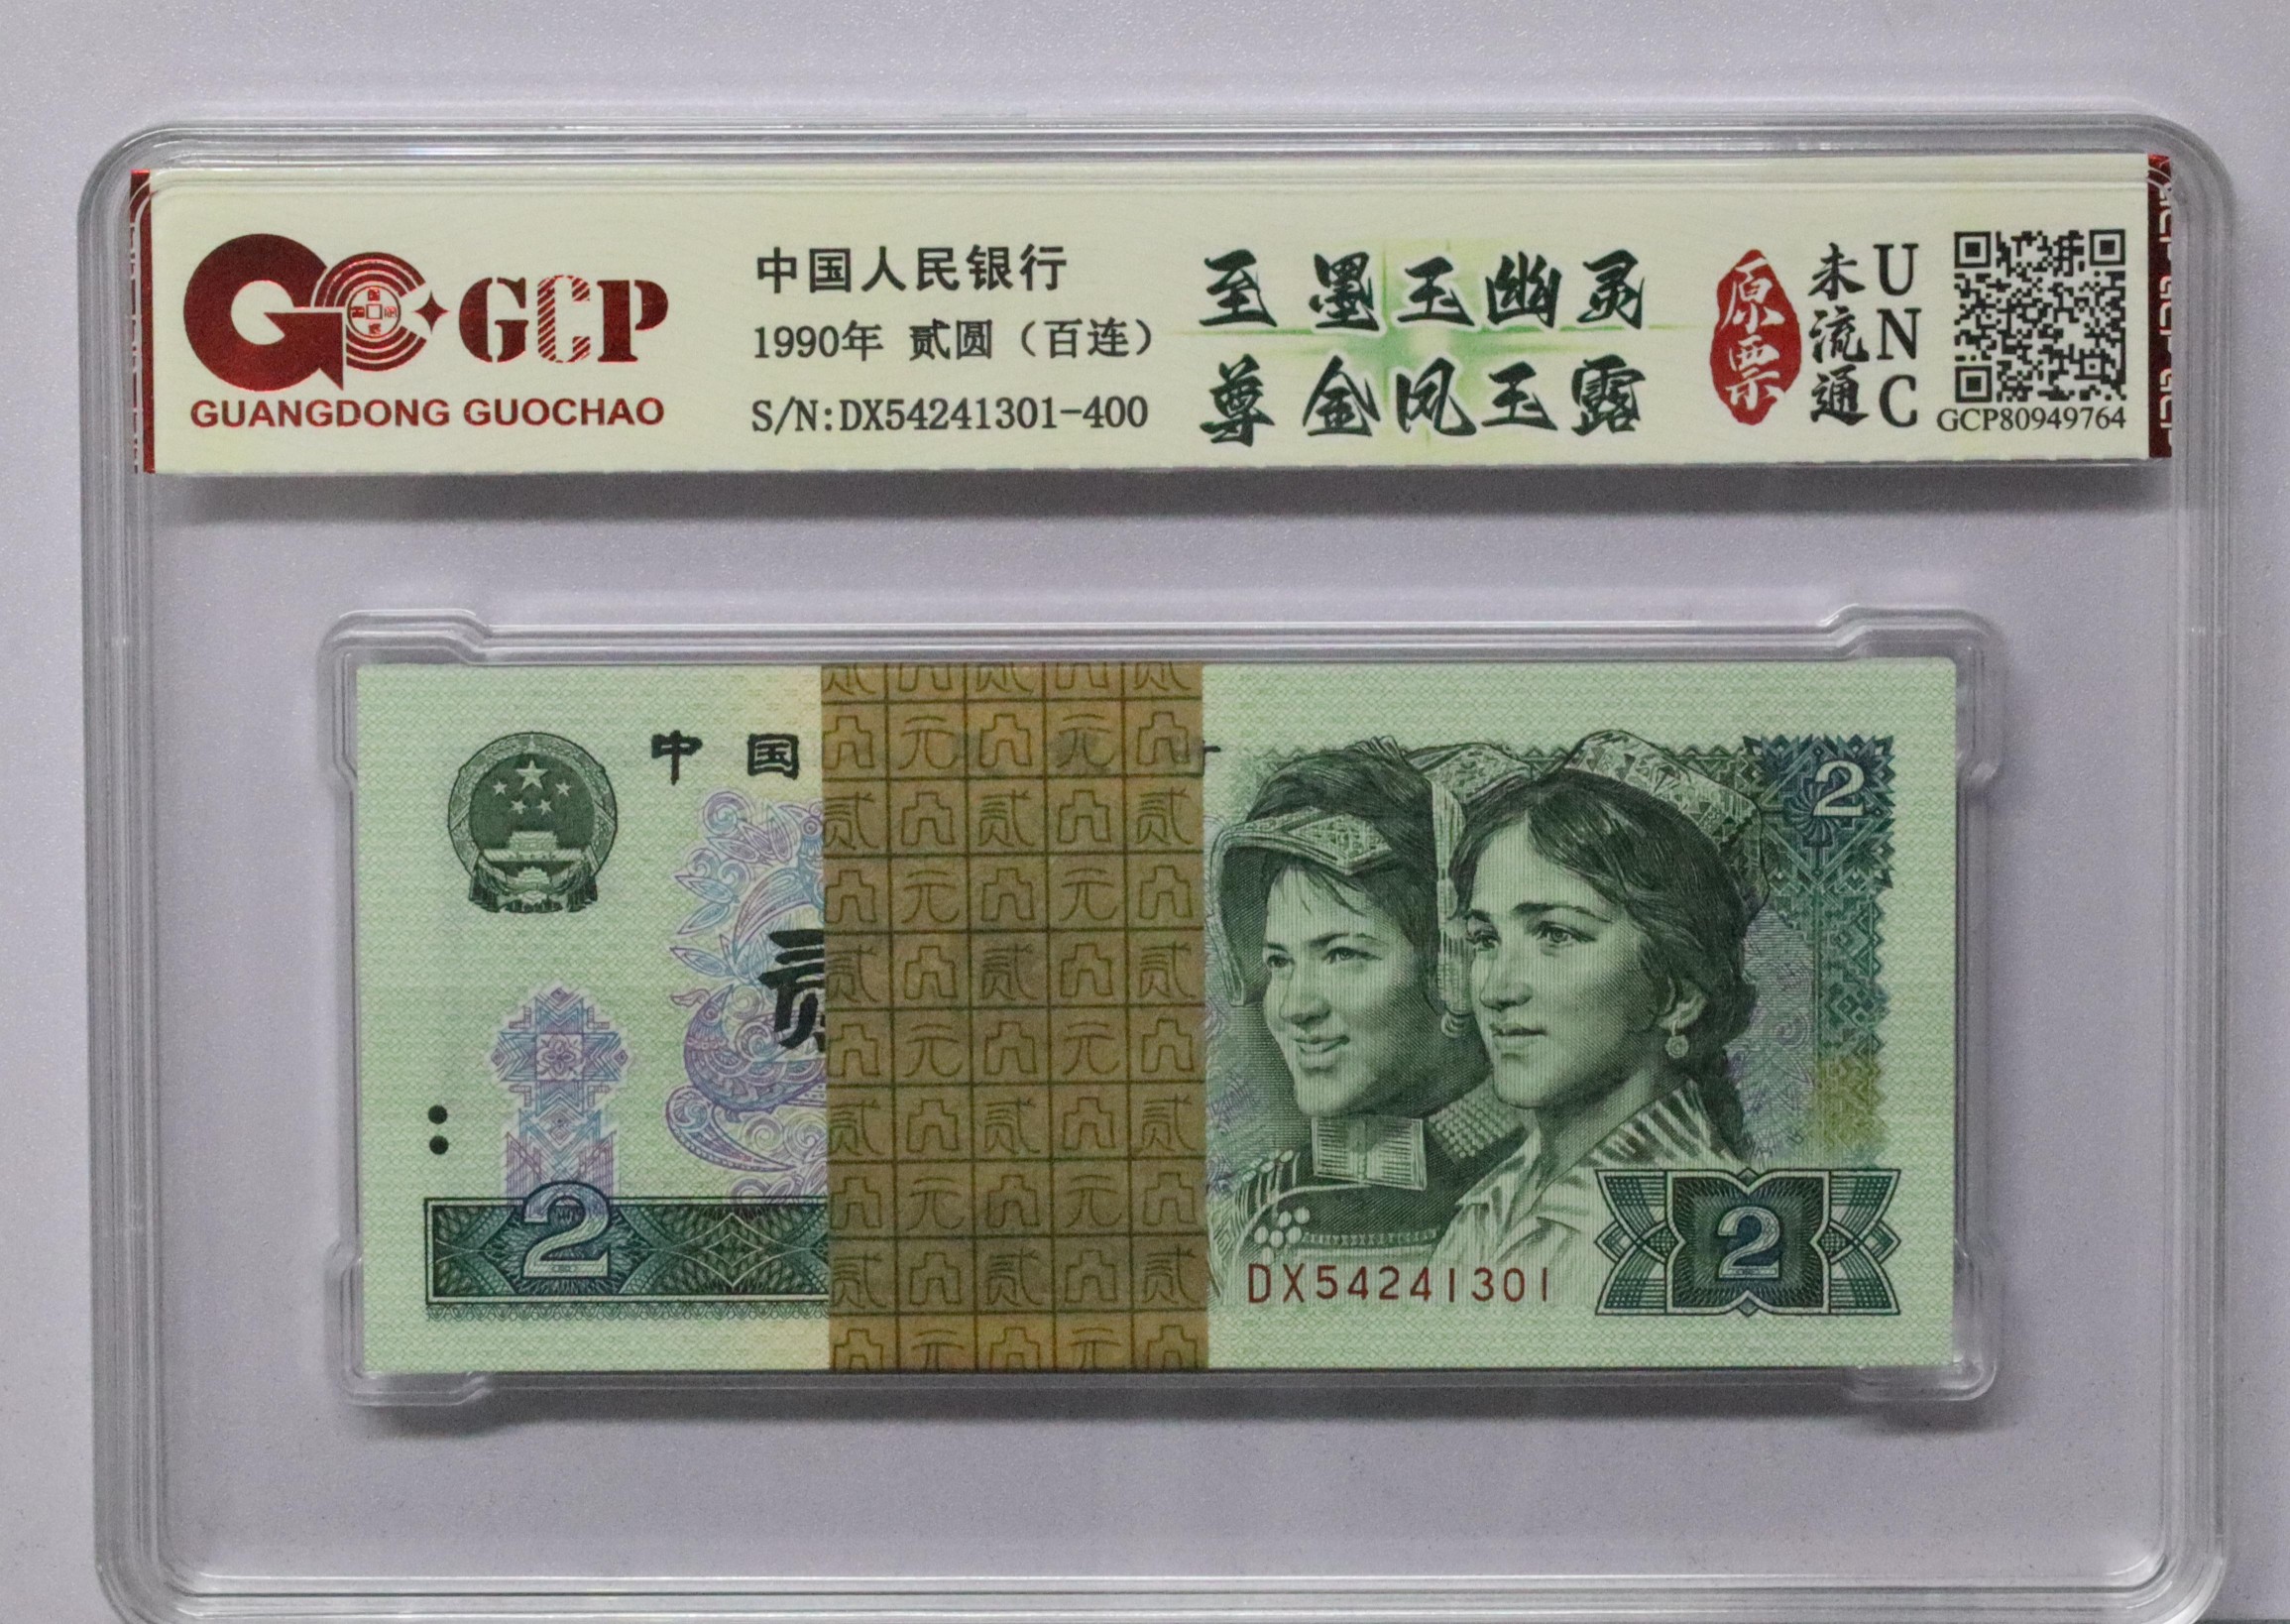 GCP
GUANGDONG GUOCHAO
中国人民银行
1990年 贰圆（百连）
S/N:DX54241301-400
至 墨玉幽灵
尊 金凤玉露
原票
未流通
UNC
GCP80949764
中国
贰
2
2
2
DX54241301